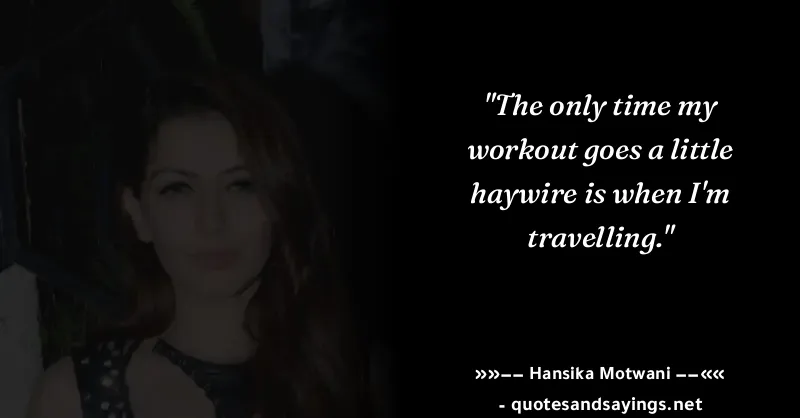 "The only time my
workout goes a little
haywire is when I'm
travelling."
»»–– Hansika Motwani ––««
- quotesandsayings.net